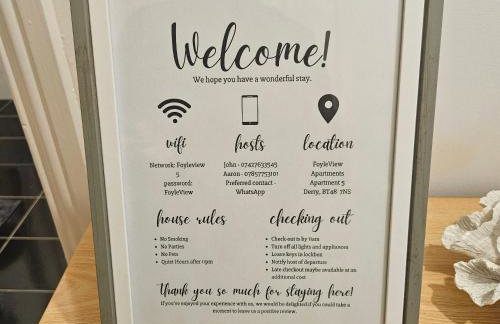 Welcome!
We hope you have a wonderful stay.
wifi
Network: Foyleview
5
password:
FoyleView
hosts
John - 07427633545
Aaron - 07857753101
Preferred contact -
WhatsApp
location
FoyleView
Apartments
Apartment 5
Derry, BT48 7NS
house rules
No Smoking
No Parties
No Pets
Quiet Hours after 11pm
checking out
Check-out is by 11am
Turn off all lights and appliances
Leave keys in lockbox
Notify host of departure
Late checkout maybe available at an
additional cost
Thank you so much for staying here!
If you've enjoyed your experience with us, we would be delighted if you could take a
moment to leave us a positive review.